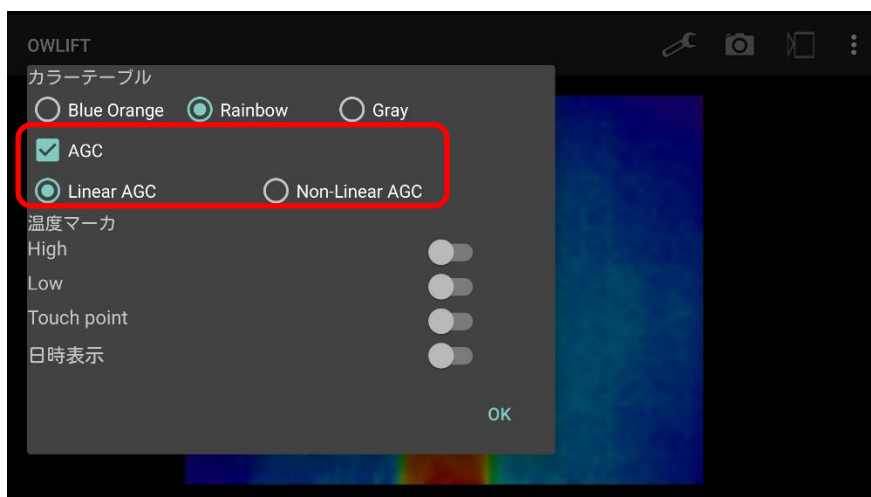 OWLIFT
カラーテーブル
Blue Orange Rainbow Gray
AGC
Linear AGC Non-Linear AGC
温度マーカ
High
Low
Touch point
日時表示
OK